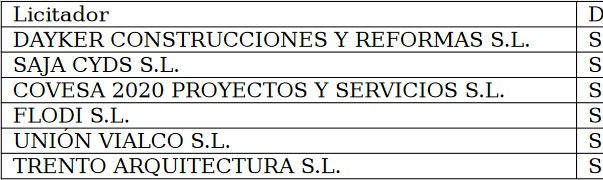 Licitador D
DAYKER CONSTRUCCIONES Y REFORMAS S.L. S
SAJA CYDS S.L. S
COVESA 2020 PROYECTOS Y SERVICIOS S.L. S
FLODI S.L. S
UNIÓN VIALCO S.L. S
TRENTO ARQUITECTURA S.L. S